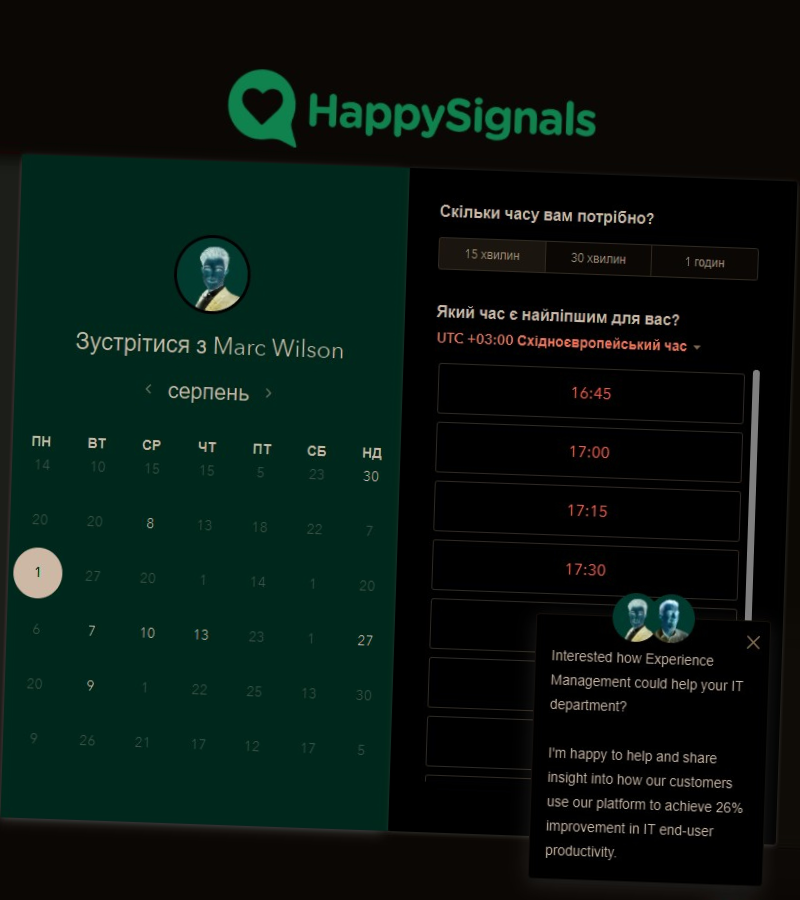 HappySignals
Зустрітися з Marc Wilson
серпень
ПН ВТ СР ЧТ ПТ СБ НД
14 10 15 15 5 23 30
20 20 8 13 18 22 7
1 27 20 1 14 1 20
6 7 10 13 23 1 27
20 9 1 22 25 13 30
9 26 21 17 12 17 5
Скільки часу вам потрібно?
15 хвилин 30 хвилин 1 годин
Який час є найліпшим для вас?
UTC +03:00 Східноєвропейський час
16:45
17:00
17:15
17:30
Interested how Experience
Management could help your IT
department?
I'm happy to help and share
insight into how our customers
use our platform to achieve 26%
improvement in IT end-user
productivity.